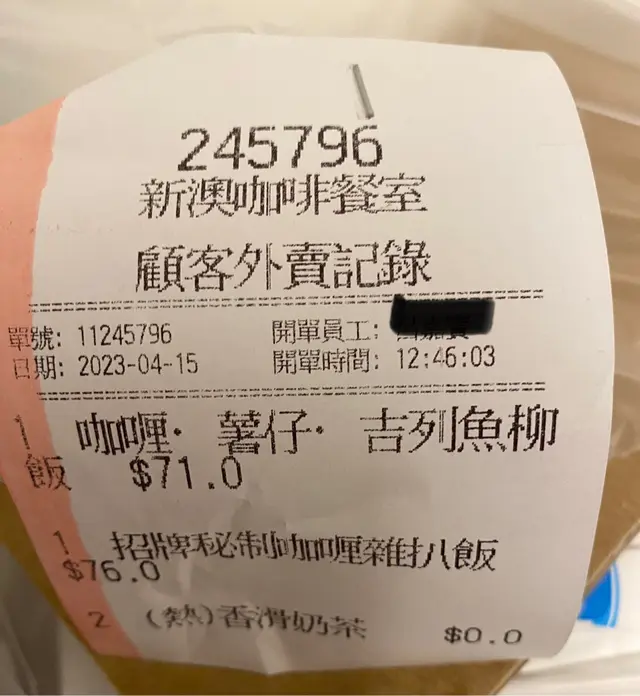 245796
新澳咖啡餐室
顧客外賣記錄
單號: 11245796 開單員工:
日期: 2023-04-15 開單時間: 12:46:03
1 咖喱· 薯仔· 吉列魚柳
飯 $71.0
1 招牌秘制咖喱雜扒飯
$76.0
2 (熱)香滑奶茶 $0.0